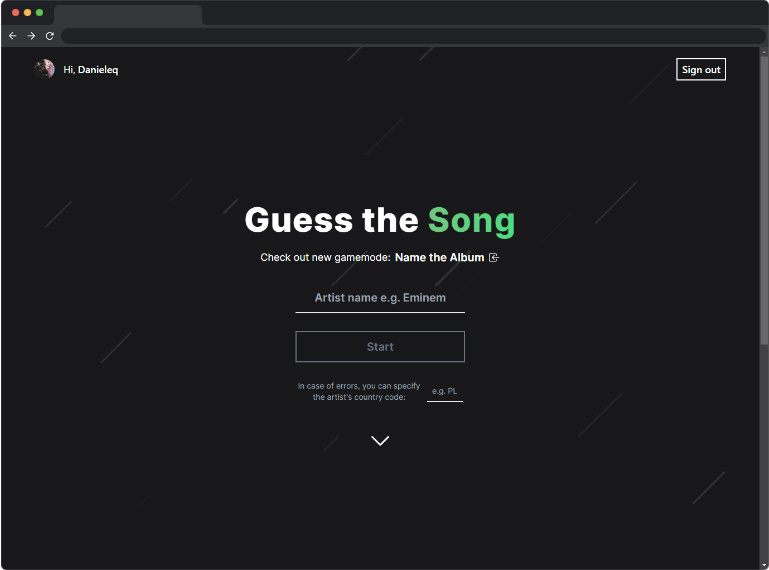 Hi, Danieleq
Sign out
Guess the Song
Check out new gamemode: Name the Album
Artist name e.g. Eminem
Start
In case of errors, you can specify
the artist's country code:
e.g. PL